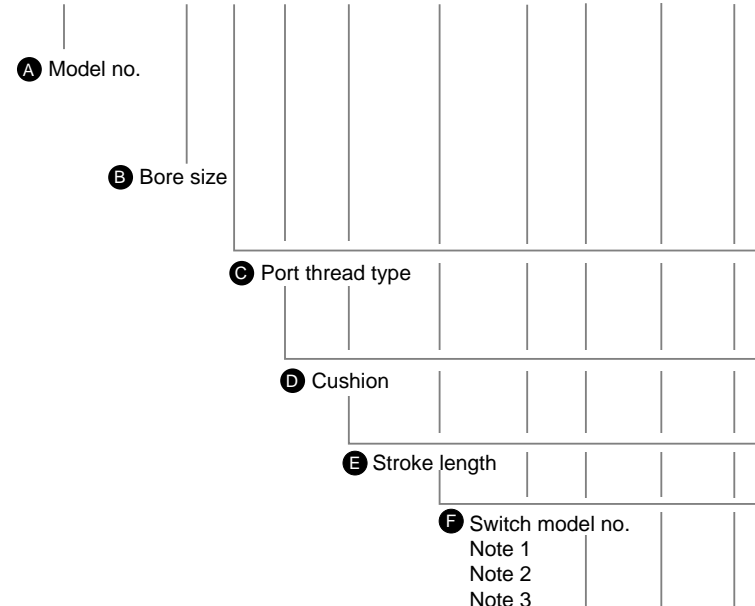 A Model no.
B Bore size
C Port thread type
D Cushion
E Stroke length
F Switch model no.
Note 1
Note 2
Note 3